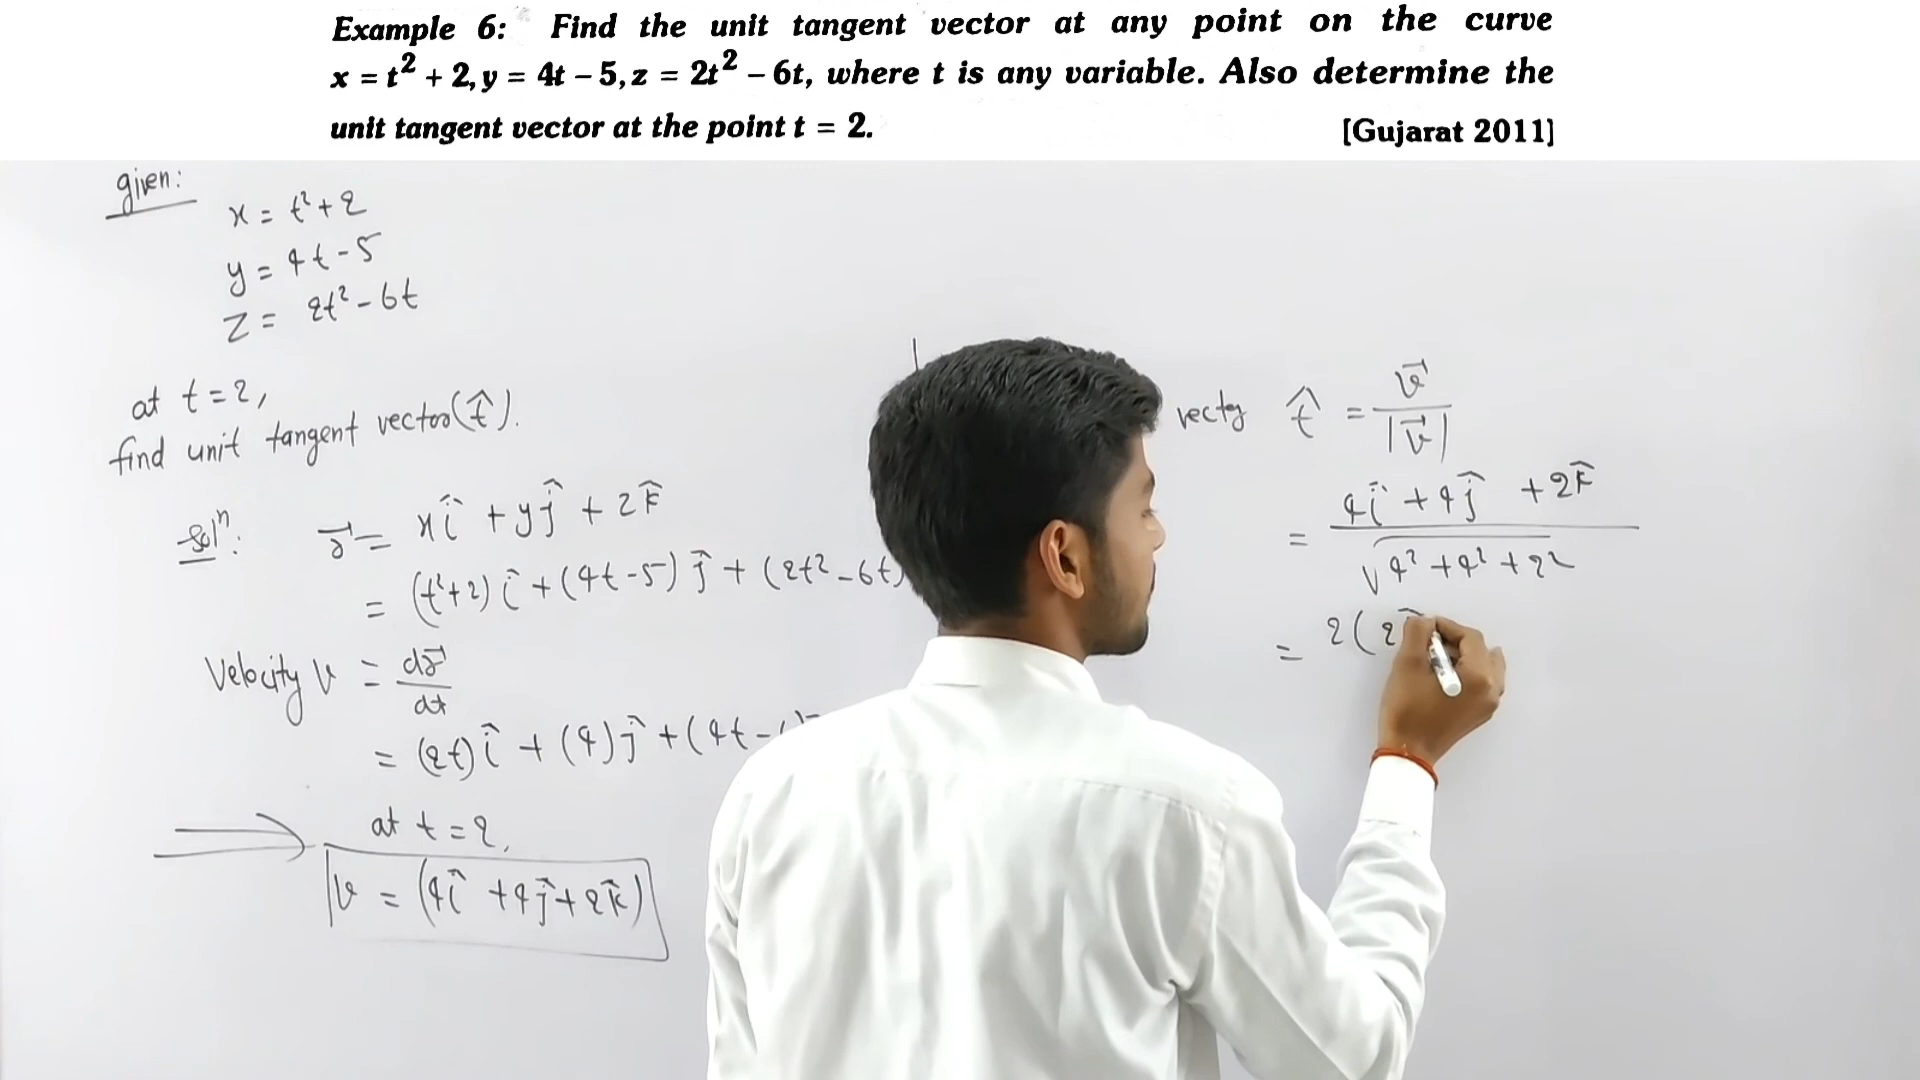 Example 6: Find the unit tangent vector at any point on the curve
x = t² + 2, y = 4t – 5, z = 2t² – 6t, where t is any variable. Also determine the
unit tangent vector at the point t = 2.
[Gujarat 2011]
given:
x = t² + 2
y = 4t - 5
z = 2t² - 6t
at t = 2,
find unit tangent vector(t̂).
solⁿ:
r⃗ = xî + yĵ + zk̂
= (t²+2) î + (4t-5) ĵ + (2t² - 6t)
Velocity v = dr⃗/dt
= (2t) î + (4) ĵ + (4t -
at t = 2,
v = (4î + 4ĵ + 2k̂)
vector t̂ = v⃗/|v⃗|
= 4î + 4ĵ + 2k̂ / √4² + 4² + 2²
= 2 ( 2